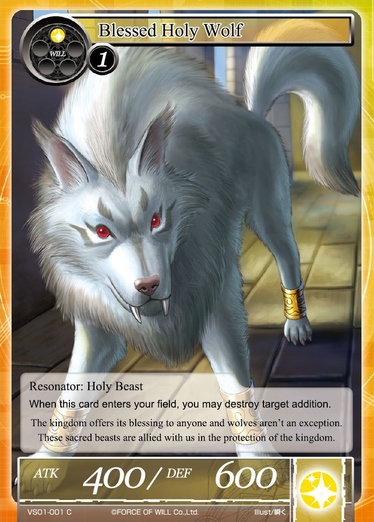 Blessed Holy Wolf
WILL
1
Resonator: Holy Beast
When this card enters your field, you may destroy target addition.
The kingdom offers its blessing to anyone and wolves aren't an exception.
These sacred beasts are allied with us in the protection of the kingdom.
ATK 400/ DEF 600
VS01-001 C ©FORCE OF WILL Co.,Ltd. Illust/